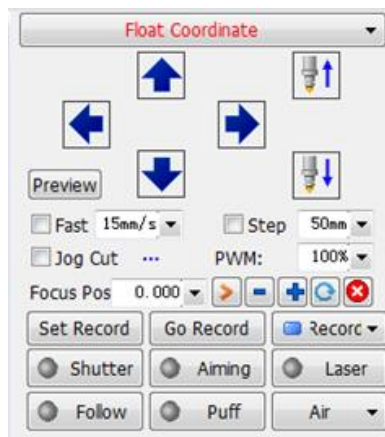 Float Coordinate
Preview
Fast 15mm/s Step 50mm
Jog Cut ... PWM: 100%
Focus Pos 0.000
Set Record Go Record Record
Shutter Aiming Laser
Follow Puff Air